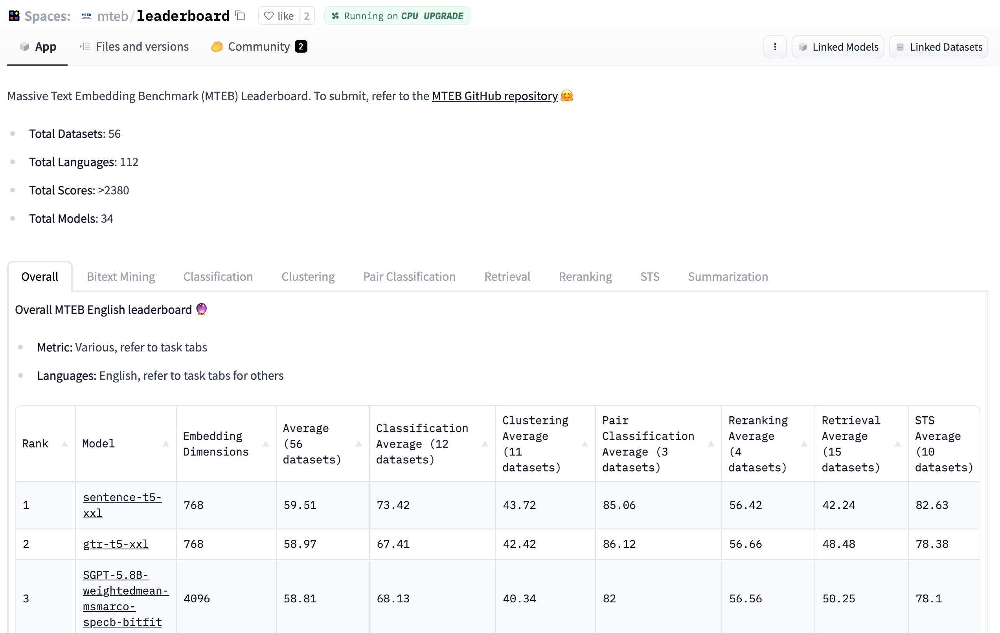 Spaces: MTEB mteb/leaderboard like 2 Running on CPU UPGRADE
App Files and versions Community 2 Linked Models Linked Datasets
Massive Text Embedding Benchmark (MTEB) Leaderboard. To submit, refer to the MTEB GitHub repository 🤗
Total Datasets: 56
Total Languages: 112
Total Scores: >2380
Total Models: 34
Overall Bitext Mining Classification Clustering Pair Classification Retrieval Reranking STS Summarization
Overall MTEB English leaderboard 🔮
Metric: Various, refer to task tabs
Languages: English, refer to task tabs for others
Rank
Model
Embedding
Dimensions
Average
(56
datasets)
Classification
Average (12
datasets)
Clustering
Average
(11
datasets)
Pair
Classification
Average (3
datasets)
Reranking
Average
(4
datasets)
Retrieval
Average
(15
datasets)
STS
Average
(10
datasets)
1
sentence-t5-
xxl
768 59.51 73.42 43.72 85.06 56.42 42.24 82.63
2 gtr-t5-xxl 768 58.97 67.41 42.42 86.12 56.66 48.48 78.38
3
SGPT-5.8B-
weightedmean-
msmarco-
specb-bitfit
4096 58.81 68.13 40.34 82 56.56 50.25 78.1